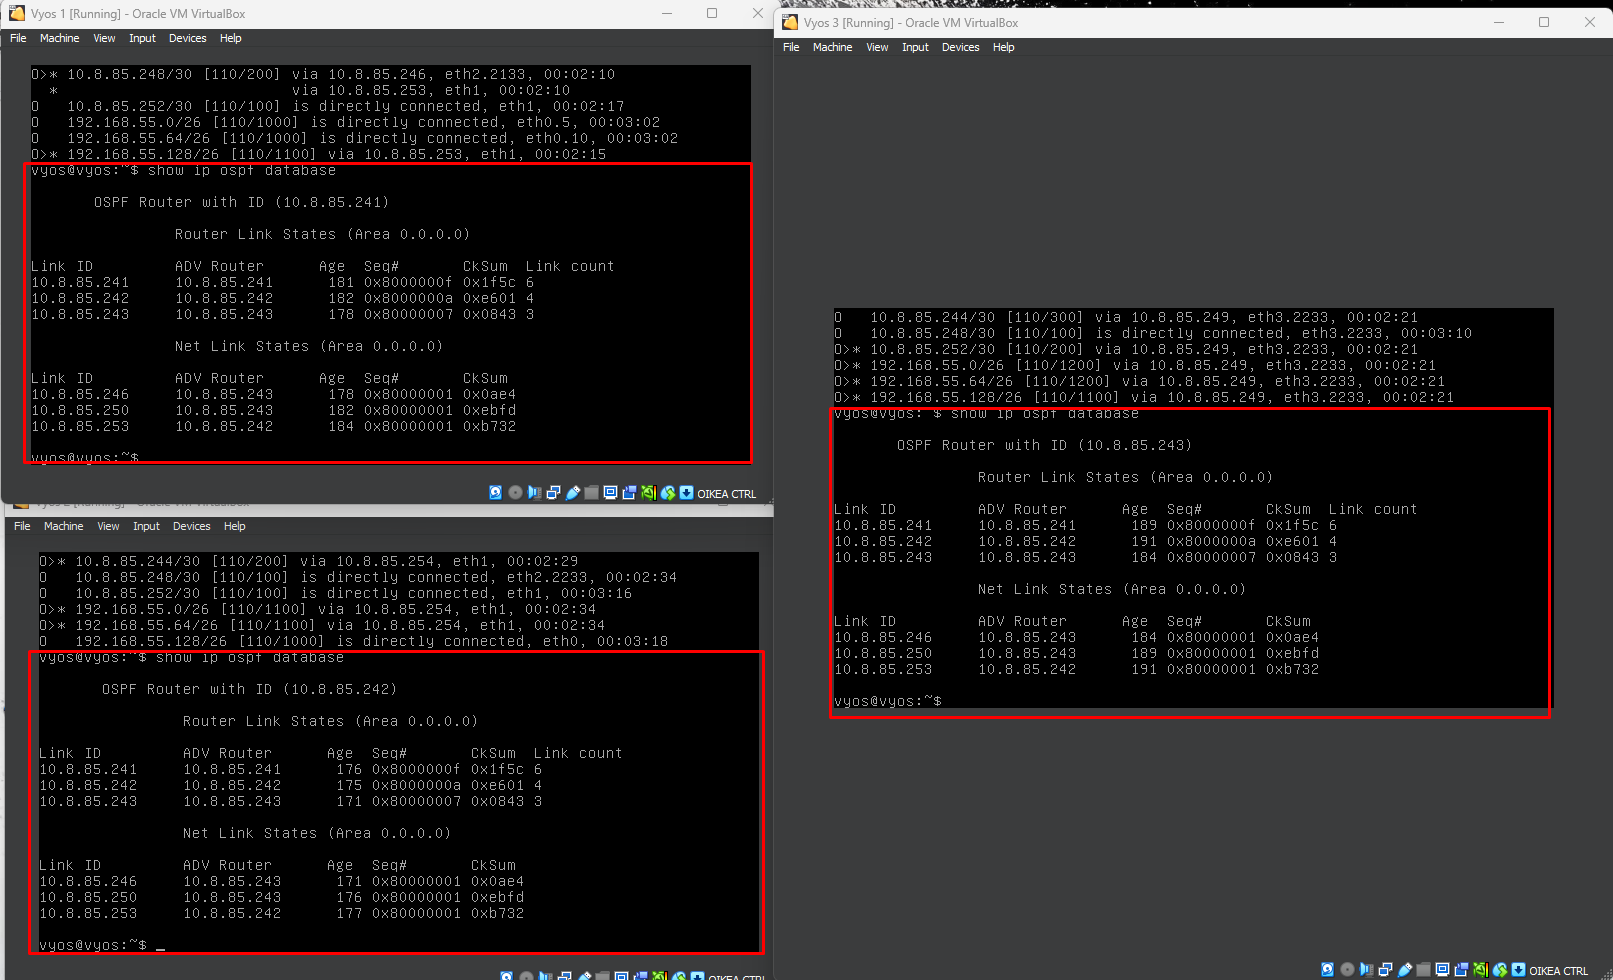 Vyos 1 [Running] - Oracle VM VirtualBox
File Machine View Input Devices Help
O>* 10.8.85.248/30 [110/200] via 10.8.85.246, eth2.2133, 00:02:10
  *                          via 10.8.85.253, eth1, 00:02:10
O   10.8.85.252/30 [110/100] is directly connected, eth1, 00:02:17
O   192.168.55.0/26 [110/1000] is directly connected, eth0.5, 00:03:02
O   192.168.55.64/26 [110/1000] is directly connected, eth0.10, 00:03:02
O>* 192.168.55.128/26 [110/1100] via 10.8.85.253, eth1, 00:02:15
vyos@vyos:~$ show ip ospf database
OSPF Router with ID (10.8.85.241)
Router Link States (Area 0.0.0.0)
Link ID ADV Router Age Seq# CkSum Link count
10.8.85.241 10.8.85.241 181 0x8000000f 0x1f5c 6
10.8.85.242 10.8.85.242 182 0x8000000a 0xe601 4
10.8.85.243 10.8.85.243 178 0x80000007 0x0843 3
Net Link States (Area 0.0.0.0)
Link ID ADV Router Age Seq# CkSum
10.8.85.246 10.8.85.243 178 0x80000001 0x0ae4
10.8.85.250 10.8.85.243 182 0x80000001 0xebfd
10.8.85.253 10.8.85.242 184 0x80000001 0xb732
vyos@vyos:~$
OIKEA CTRL
Vyos 2 [Running] - Oracle VM VirtualBox
File Machine View Input Devices Help
O>* 10.8.85.244/30 [110/200] via 10.8.85.254, eth1, 00:02:29
O   10.8.85.248/30 [110/100] is directly connected, eth2.2233, 00:02:34
O   10.8.85.252/30 [110/100] is directly connected, eth1, 00:03:16
O>* 192.168.55.0/26 [110/1100] via 10.8.85.254, eth1, 00:02:34
O>* 192.168.55.64/26 [110/1100] via 10.8.85.254, eth1, 00:02:34
O   192.168.55.128/26 [110/1000] is directly connected, eth0, 00:03:18
vyos@vyos:~$ show ip ospf database
OSPF Router with ID (10.8.85.242)
Router Link States (Area 0.0.0.0)
Link ID ADV Router Age Seq# CkSum Link count
10.8.85.241 10.8.85.241 176 0x8000000f 0x1f5c 6
10.8.85.242 10.8.85.242 175 0x8000000a 0xe601 4
10.8.85.243 10.8.85.243 171 0x80000007 0x0843 3
Net Link States (Area 0.0.0.0)
Link ID ADV Router Age Seq# CkSum
10.8.85.246 10.8.85.243 171 0x80000001 0x0ae4
10.8.85.250 10.8.85.243 176 0x80000001 0xebfd
10.8.85.253 10.8.85.242 177 0x80000001 0xb732
vyos@vyos:~$ _
OIKEA CTRL
Vyos 3 [Running] - Oracle VM VirtualBox
File Machine View Input Devices Help
O   10.8.85.244/30 [110/300] via 10.8.85.249, eth3.2233, 00:02:21
O   10.8.85.248/30 [110/100] is directly connected, eth3.2233, 00:03:10
O>* 10.8.85.252/30 [110/200] via 10.8.85.249, eth3.2233, 00:02:21
O>* 192.168.55.0/26 [110/1200] via 10.8.85.249, eth3.2233, 00:02:21
O>* 192.168.55.64/26 [110/1200] via 10.8.85.249, eth3.2233, 00:02:21
O>* 192.168.55.128/26 [110/1100] via 10.8.85.249, eth3.2233, 00:02:21
vyos@vyos:~$ show ip ospf database
OSPF Router with ID (10.8.85.243)
Router Link States (Area 0.0.0.0)
Link ID ADV Router Age Seq# CkSum Link count
10.8.85.241 10.8.85.241 189 0x8000000f 0x1f5c 6
10.8.85.242 10.8.85.242 191 0x8000000a 0xe601 4
10.8.85.243 10.8.85.243 184 0x80000007 0x0843 3
Net Link States (Area 0.0.0.0)
Link ID ADV Router Age Seq# CkSum
10.8.85.246 10.8.85.243 184 0x80000001 0x0ae4
10.8.85.250 10.8.85.243 189 0x80000001 0xebfd
10.8.85.253 10.8.85.242 191 0x80000001 0xb732
vyos@vyos:~$
OIKEA CTRL